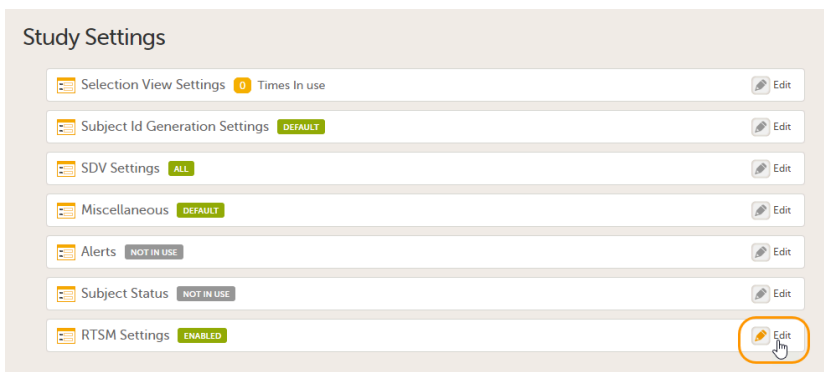 Study Settings
Selection View Settings 0 Times In use Edit
Subject Id Generation Settings DEFAULT Edit
SDV Settings ALL Edit
Miscellaneous DEFAULT Edit
Alerts NOT IN USE Edit
Subject Status NOT IN USE Edit
RTSM Settings ENABLED Edit